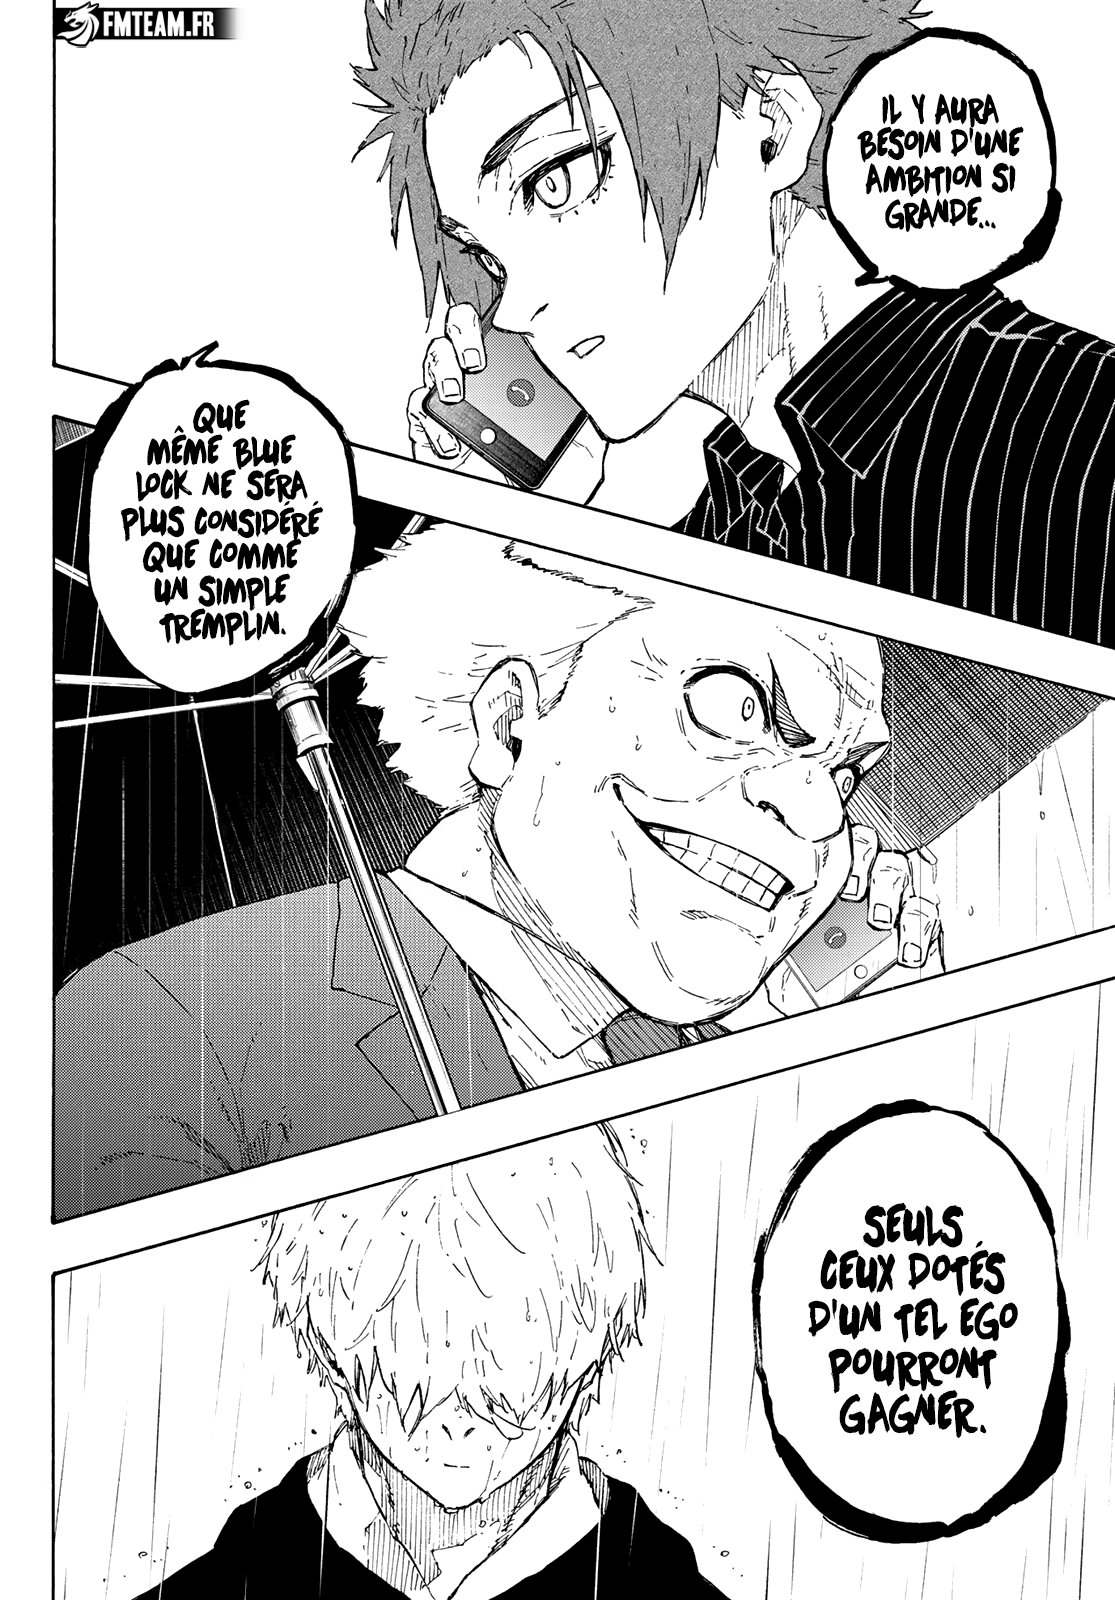 FMTEAM.FR
IL Y AURA
BESOIN D'UNE
AMBITION SI
GRANDE...
QUE
MÊME BLUE
LOCK NE SERA
PLUS CONSIDÉRÉ
QUE COMME
UN SIMPLE
TREMPLIN.
SEULS
CEUX DOTÉS
D'UN TEL EGO
POURRONT
GAGNER.